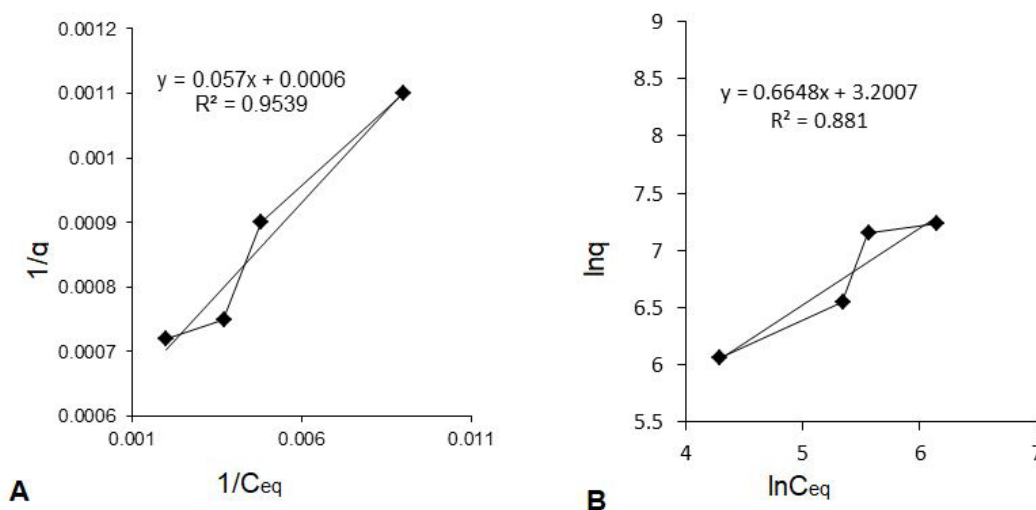 0.0012
y = 0.057x + 0.0006
R² = 0.9539
0.0011
0.001
0.0009
0.0008
0.0007
0.0006
1/q
0.001
0.006
0.011
1/Ceq
A
9
8.5
y = 0.6648x + 3.2007
R² = 0.881
8
7.5
7
6.5
6
5.5
lnq
4
5
6
7
lnCeq
B